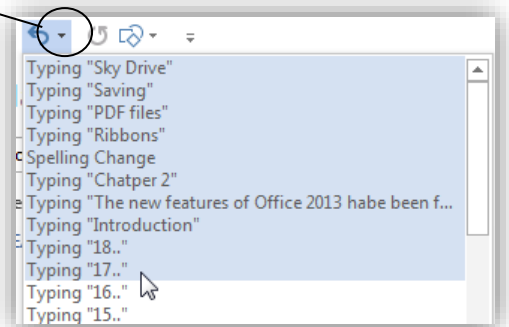 Typing "Sky Drive"
Typing "Saving"
Typing "PDF files"
Typing "Ribbons"
Spelling Change
Typing "Chatper 2"
Typing "The new features of Office 2013 habe been f...
Typing "Introduction"
Typing "18.."
Typing "17.."
Typing "16.."
Typing "15.."